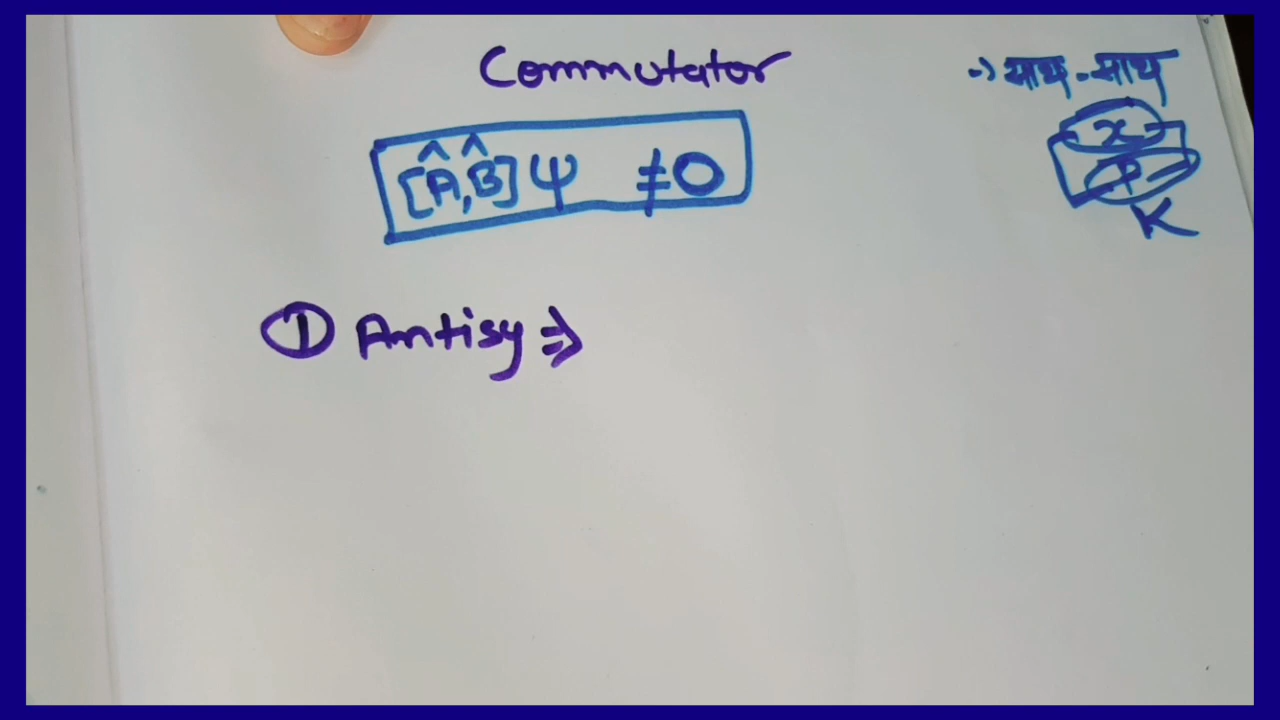 Commutator
→ साथ-साथ
[Â,B̂]ψ ≠0
x
P
K
① Antisy ⇒